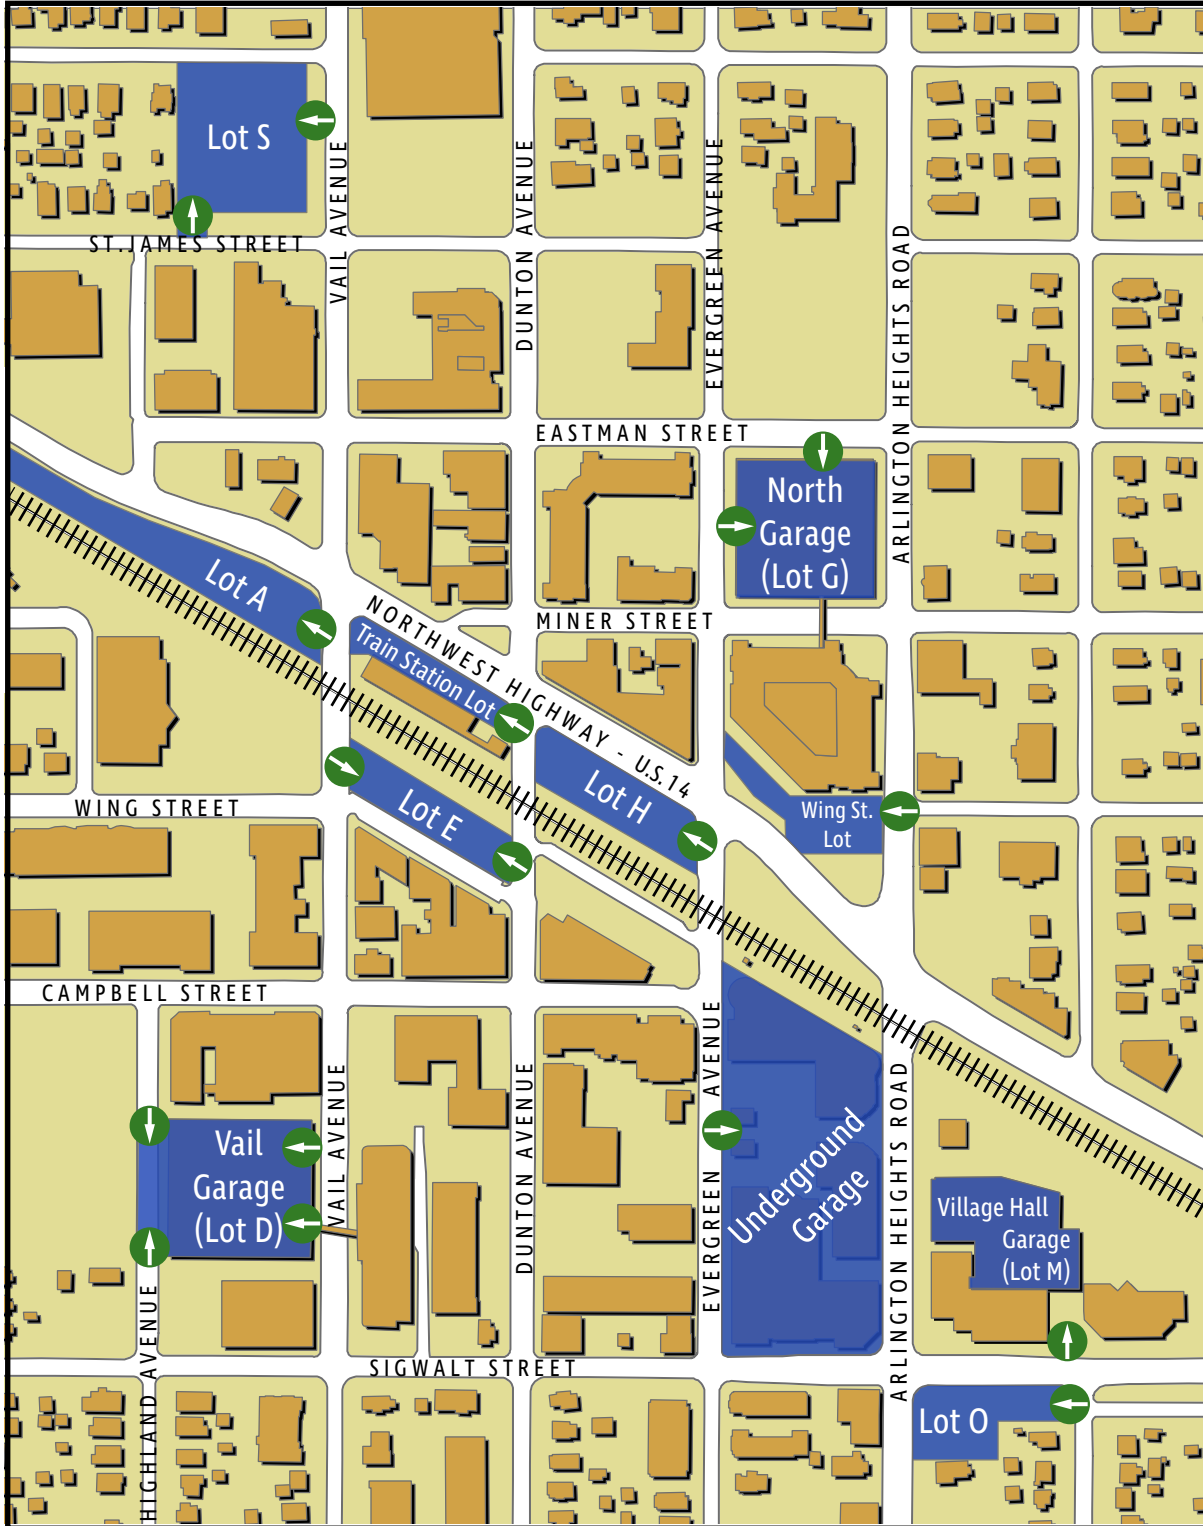 Lot S
ST.JAMES STREET
VAIL AVENUE
DUNTON AVENUE
EVERGREEN AVENUE
ARLINGTON HEIGHTS ROAD
EASTMAN STREET
North
Garage
(Lot G)
Lot A
NORTHWEST HIGHWAY - U.S.14
MINER STREET
Train Station Lot
Lot H
Lot E
Wing St.
Lot
WING STREET
CAMPBELL STREET
Vail
Garage
(Lot D)
VAIL AVENUE
DUNTON AVENUE
EVERGREEN AVENUE
Underground
Garage
ARLINGTON HEIGHTS ROAD
Village Hall
Garage
(Lot M)
HIGHLAND AVENUE
SIGWALT STREET
Lot O